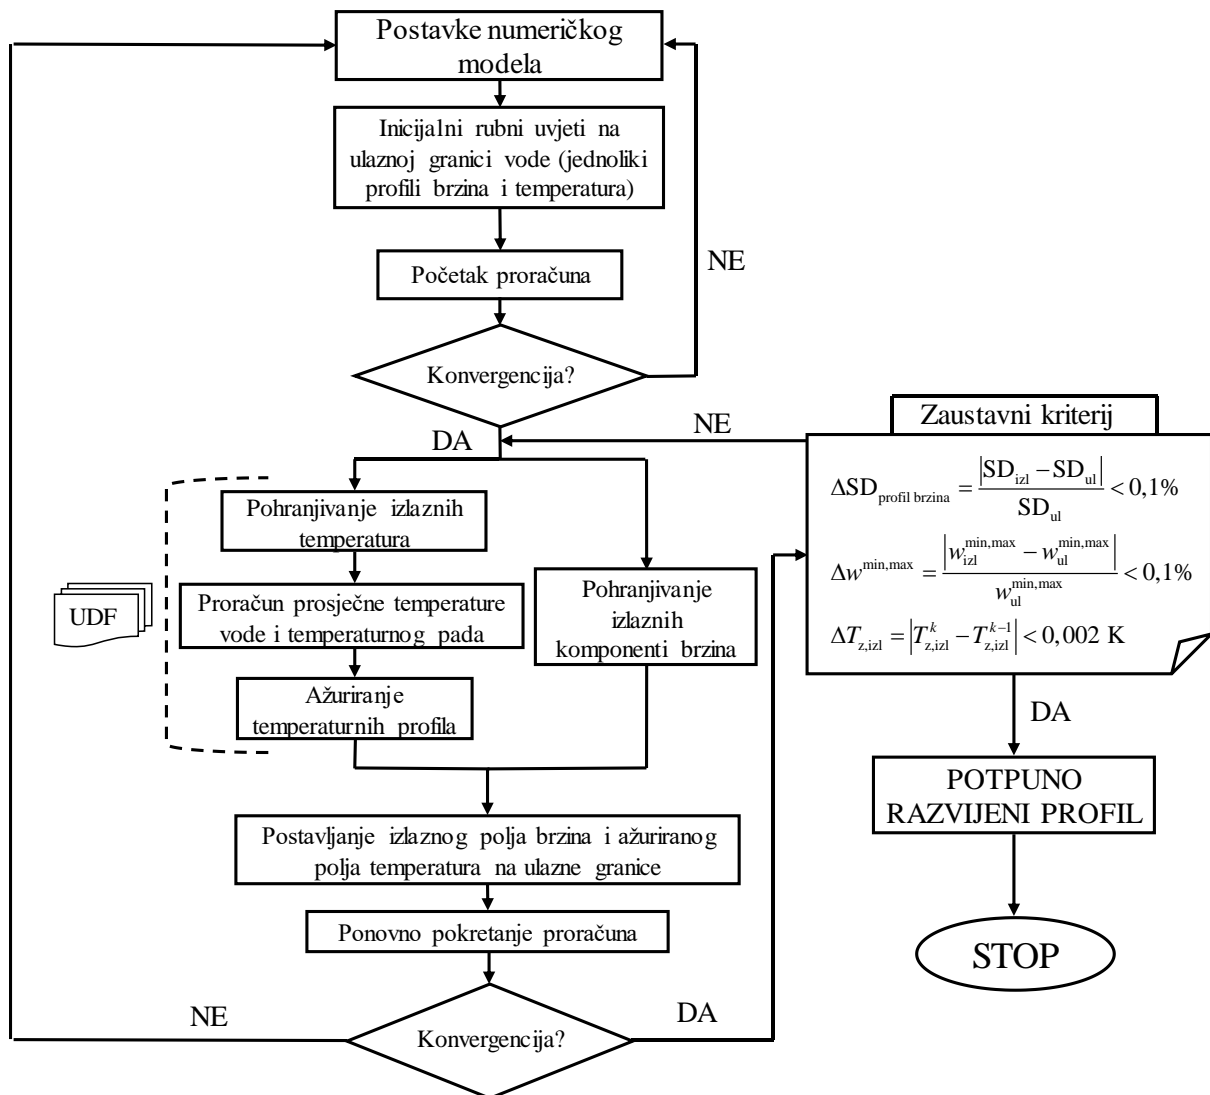 Postavke numeričkog
modela
Inicijalni rubni uvjeti na
ulaznoj granici vode (jednoliki
profili brzina i temperatura)
Početak proračuna
NE
Konvergencija?
DA
NE
Zaustavni kriterij
ΔSD_profil brzina = |SD_izl − SD_ul| / SD_ul < 0,1%
Δw^min,max = |w_izl^min,max − w_ul^min,max| / w_ul^min,max < 0,1%
ΔT_z,izl = |T_z,izl^k − T_z,izl^k−1| < 0,002 K
Pohranjivanje izlaznih
temperatura
UDF
Proračun prosječne temperature
vode i temperaturnog pada
Pohranjivanje
izlaznih
komponenti brzina
Ažuriranje
temperaturnih profila
DA
POTPUNO
RAZVIJENI PROFIL
Postavljanje izlaznog polja brzina i ažuriranog
polja temperatura na ulazne granice
Ponovno pokretanje proračuna
STOP
NE
Konvergencija?
DA